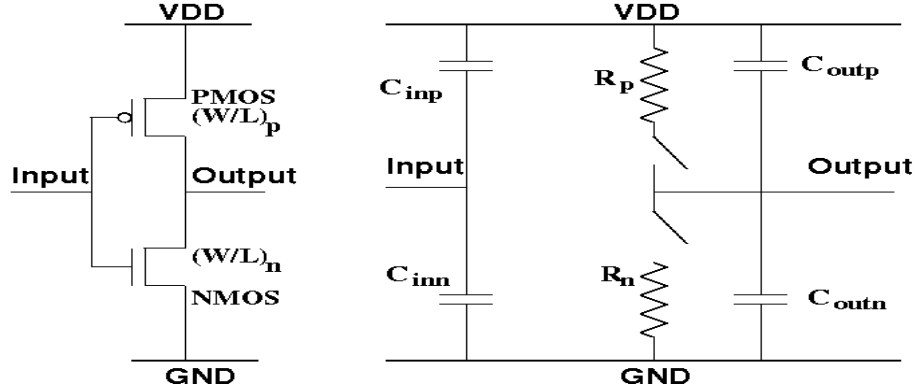 VDD
PMOS
(W/L)p
Input
Output
(W/L)n
NMOS
GND
VDD
Cinp
Rp
Coutp
Input
Output
Cinn
Rn
Coutn
GND